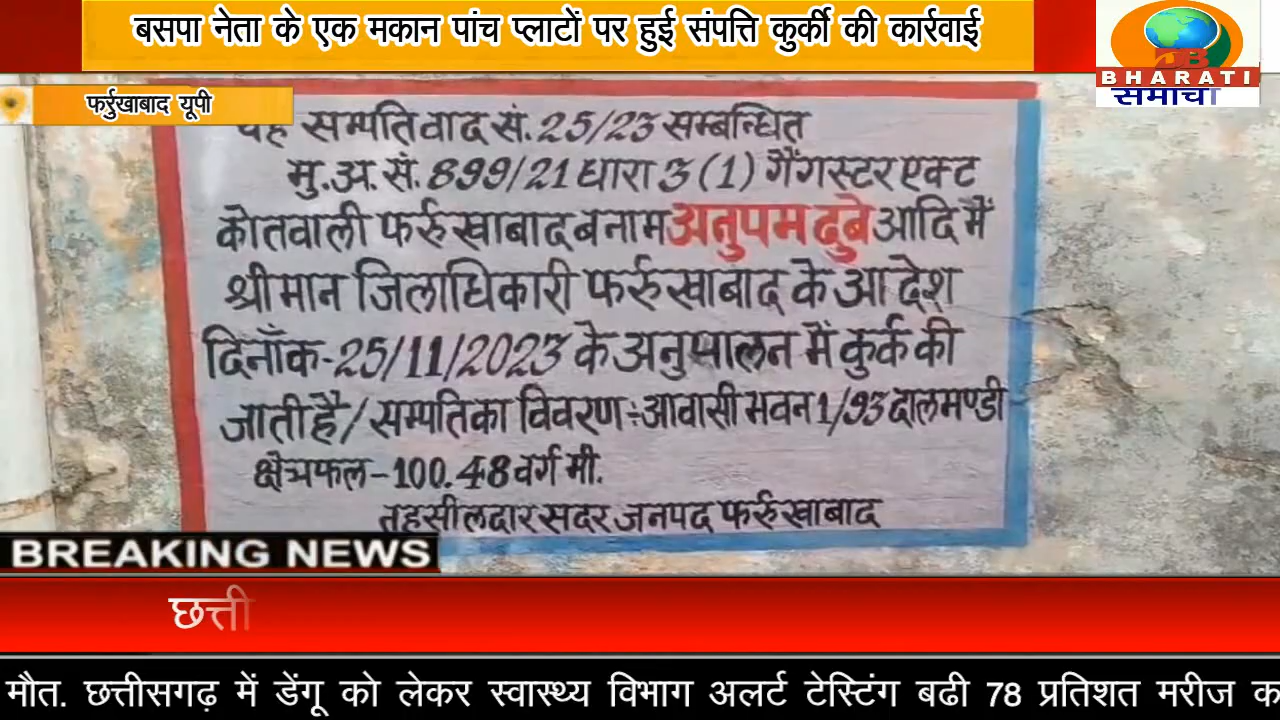 बसपा नेता के एक मकान पांच प्लाटों पर हुई संपत्ति कुर्की की कार्रवाई
DB
BHARATI
समाचा
फर्रुखाबाद यूपी
यह सम्पति वाद सं. 25/23 सम्बन्धित
मु.अ.सं. 899/21 धारा 3 (1) गैंगस्टर एक्ट
कोतवाली फर्रुखाबाद बनाम अनुपम दुबे आदि में
श्रीमान जिलाधिकारी फर्रुखाबाद के आदेश
दिनाँक-25/11/2023 के अनुपालन में कुर्क की
जाती है / सम्पति का विवरण ÷ आवासी भवन 1/93 दालमण्डी
क्षेत्रफल-100.48 वर्ग मी.
तहसीलदार सदर जनपद फर्रुखाबाद
BREAKING NEWS
छत्ती
मौत. छत्तीसगढ़ में डेंगू को लेकर स्वास्थ्य विभाग अलर्ट टेस्टिंग बढी 78 प्रतिशत मरीज क